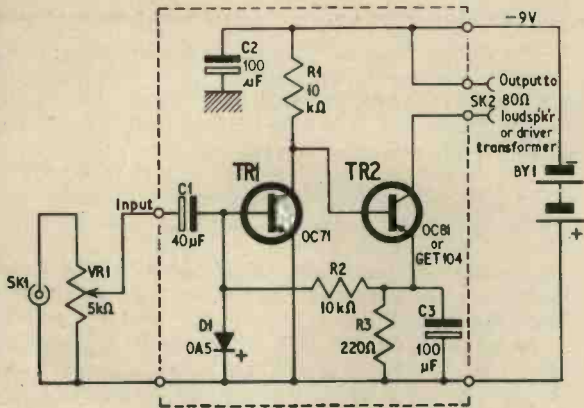 -9V
C2
100
µF
R1
10
kΩ
Output to
SK2 80Ω
loudspkr
or driver
transformer
BY1
-
+
TR1
TR2
Input
C1
40µF
OC71
OC81
or
GET104
SK1
VR1
5kΩ
R2
10kΩ
D1
OA5 +
R3
220Ω
C3
100
µF